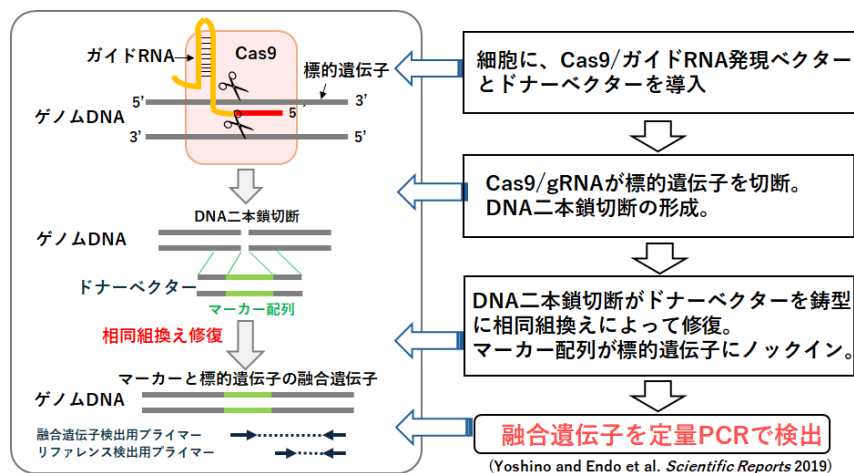 ガイドRNA
Cas9
標的遺伝子
5’
3’
ゲノムDNA
5
3’
5’
DNA二本鎖切断
ゲノムDNA
ドナーベクター
マーカー配列
相同組換え修復
マーカーと標的遺伝子の融合遺伝子
ゲノムDNA
融合遺伝子検出用プライマー
リファレンス検出用プライマー
細胞に、Cas9/ガイドRNA発現ベクター
とドナーベクターを導入
Cas9/gRNAが標的遺伝子を切断。
DNA二本鎖切断の形成。
DNA二本鎖切断がドナーベクターを鋳型
に相同組換えによって修復。
マーカー配列が標的遺伝子にノックイン。
融合遺伝子を定量PCRで検出
(Yoshino and Endo et al. Scientific Reports 2019)